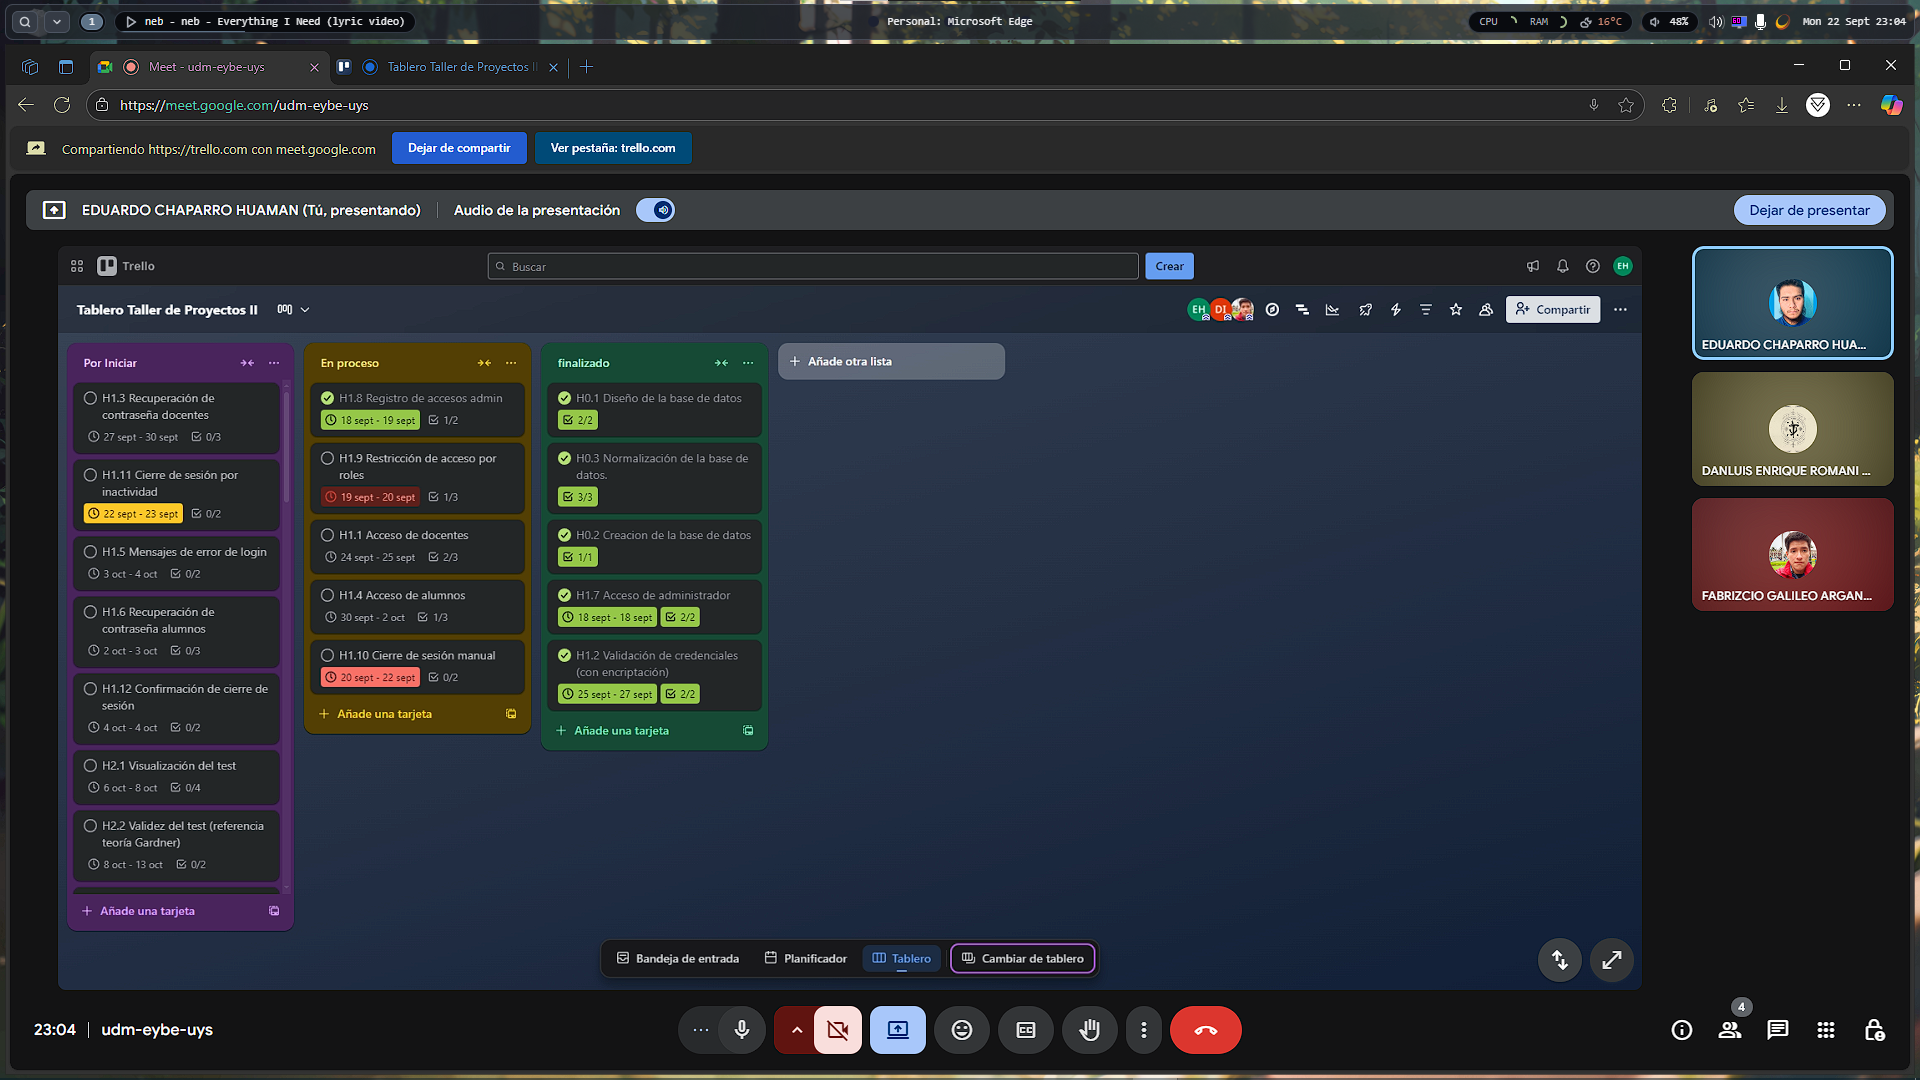 1
neb - neb - Everything I Need (lyric video)
Personal: Microsoft Edge
CPU
RAM
16°C
48%
Mon 22 Sept 23:04
Meet - udm-eybe-uys
Tablero Taller de Proyectos II
https://meet.google.com/udm-eybe-uys
Compartiendo https://trello.com con meet.google.com
Dejar de compartir
Ver pestaña: trello.com
EDUARDO CHAPARRO HUAMAN (Tú, presentando)
Audio de la presentación
Dejar de presentar
Trello
Buscar
Crear
EH
Tablero Taller de Proyectos II
EH
DI
Compartir
Por Iniciar
H1.3 Recuperación de
contraseña docentes
27 sept - 30 sept 0/3
H1.11 Cierre de sesión por
inactividad
22 sept - 23 sept 0/2
H1.5 Mensajes de error de login
3 oct - 4 oct 0/2
H1.6 Recuperación de
contraseña alumnos
2 oct - 3 oct 0/3
H1.12 Confirmación de cierre de
sesión
4 oct - 4 oct 0/2
H2.1 Visualización del test
6 oct - 8 oct 0/4
H2.2 Validez del test (referencia
teoría Gardner)
8 oct - 13 oct 0/2
Añade una tarjeta
En proceso
H1.8 Registro de accesos admin
18 sept - 19 sept 1/2
H1.9 Restricción de acceso por
roles
19 sept - 20 sept 1/3
H1.1 Acceso de docentes
24 sept - 25 sept 2/3
H1.4 Acceso de alumnos
30 sept - 2 oct 1/3
H1.10 Cierre de sesión manual
20 sept - 22 sept 0/2
Añade una tarjeta
finalizado
H0.1 Diseño de la base de datos
2/2
H0.3 Normalización de la base de
datos.
3/3
H0.2 Creacion de la base de datos
1/1
H1.7 Acceso de administrador
18 sept - 18 sept 2/2
H1.2 Validación de credenciales
(con encriptación)
25 sept - 27 sept 2/2
Añade una tarjeta
Añade otra lista
Bandeja de entrada
Planificador
Tablero
Cambiar de tablero
EDUARDO CHAPARRO HUA...
DANLUIS ENRIQUE ROMANI ...
FABRIZCIO GALILEO ARGAN...
23:04
udm-eybe-uys
4